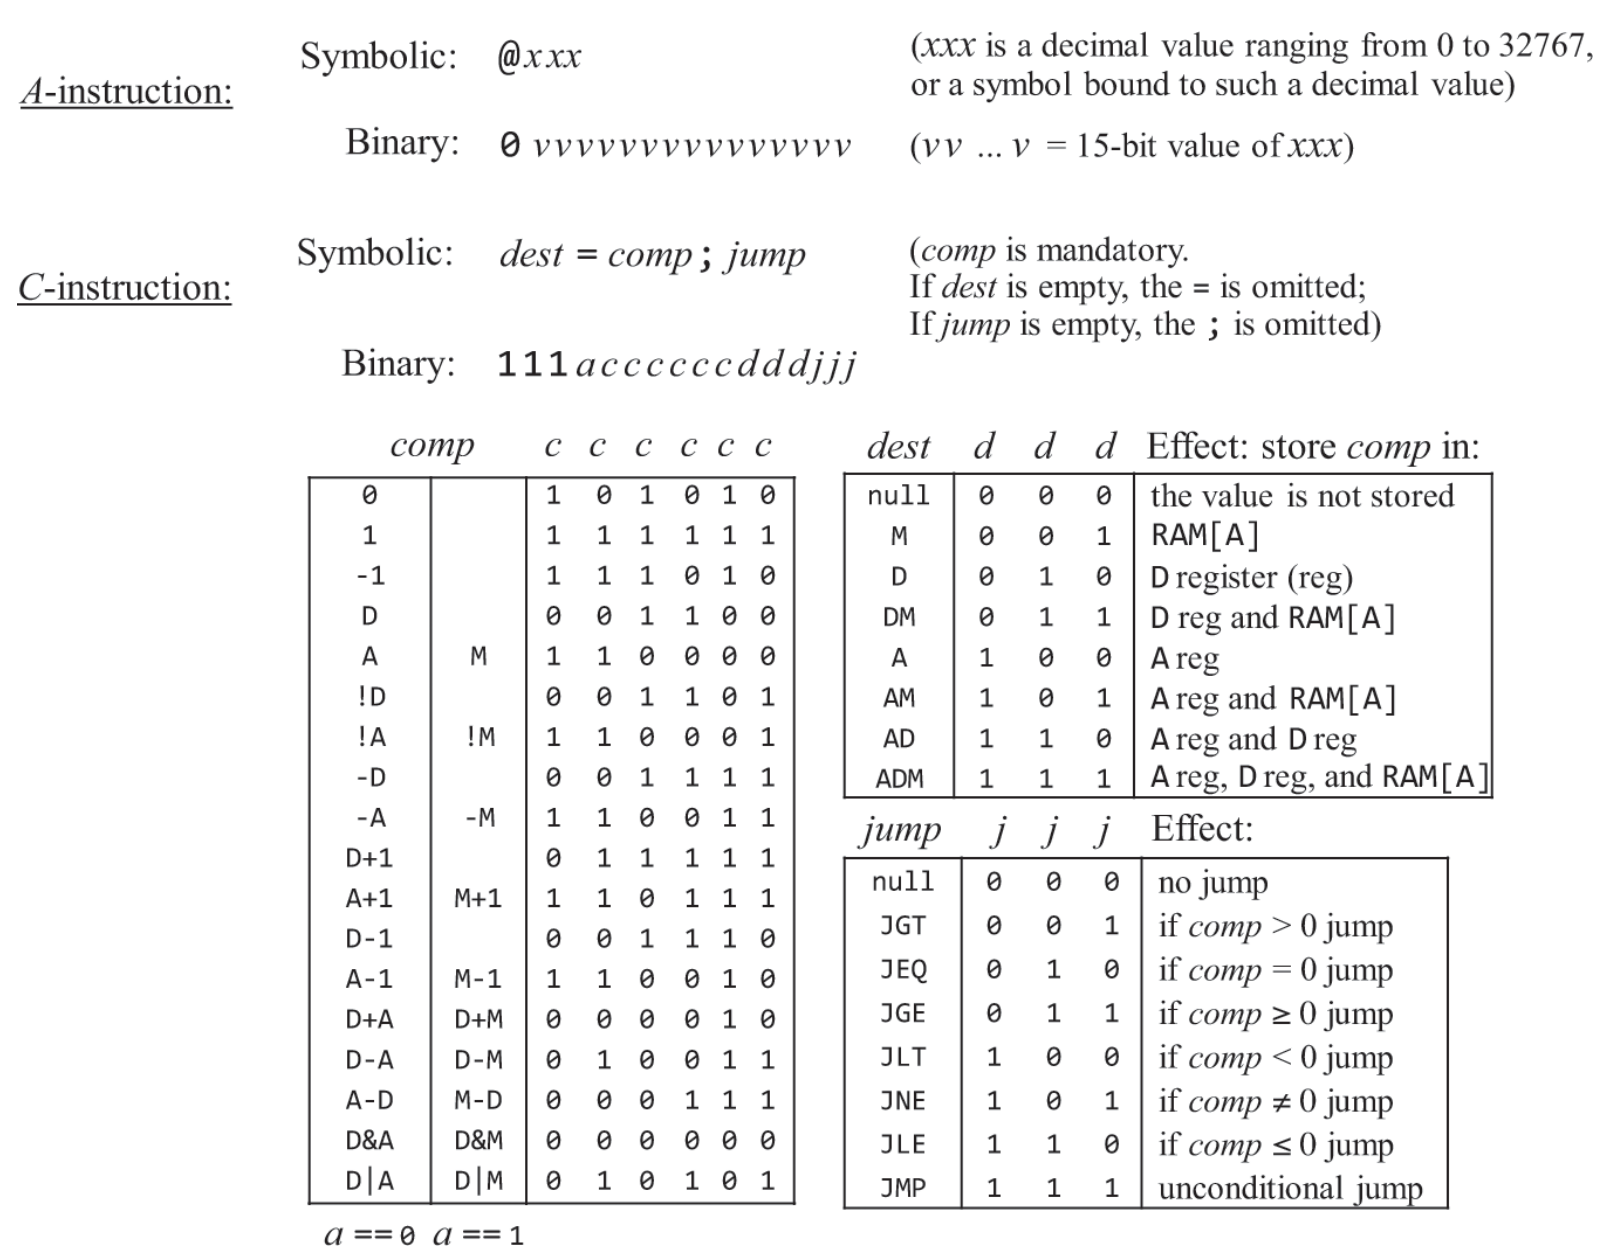 A-instruction:
Symbolic: @xxx (xxx is a decimal value ranging from 0 to 32767,
or a symbol bound to such a decimal value)
Binary: 0 vvvvvvvvvvvvvvv (vv ... v = 15-bit value of xxx)
C-instruction:
Symbolic: dest = comp ; jump (comp is mandatory.
If dest is empty, the = is omitted;
If jump is empty, the ; is omitted)
Binary: 111accccccdddjjj
comp c c c c c c
0 1 0 1 0 1 0
1 1 1 1 1 1 1
-1 1 1 1 0 1 0
D 0 0 1 1 0 0
A M 1 1 0 0 0 0
!D 0 0 1 1 0 1
!A !M 1 1 0 0 0 1
-D 0 0 1 1 1 1
-A -M 1 1 0 0 1 1
D+1 0 1 1 1 1 1
A+1 M+1 1 1 0 1 1 1
D-1 0 0 1 1 1 0
A-1 M-1 1 1 0 0 1 0
D+A D+M 0 0 0 0 1 0
D-A D-M 0 1 0 0 1 1
A-D M-D 0 0 0 1 1 1
D&A D&M 0 0 0 0 0 0
D|A D|M 0 1 0 1 0 1
a == 0 a == 1
dest d d d Effect: store comp in:
null 0 0 0 the value is not stored
M 0 0 1 RAM[A]
D 0 1 0 D register (reg)
DM 0 1 1 D reg and RAM[A]
A 1 0 0 A reg
AM 1 0 1 A reg and RAM[A]
AD 1 1 0 A reg and D reg
ADM 1 1 1 A reg, D reg, and RAM[A]
jump j j j Effect:
null 0 0 0 no jump
JGT 0 0 1 if comp > 0 jump
JEQ 0 1 0 if comp = 0 jump
JGE 0 1 1 if comp ≥ 0 jump
JLT 1 0 0 if comp < 0 jump
JNE 1 0 1 if comp ≠ 0 jump
JLE 1 1 0 if comp ≤ 0 jump
JMP 1 1 1 unconditional jump